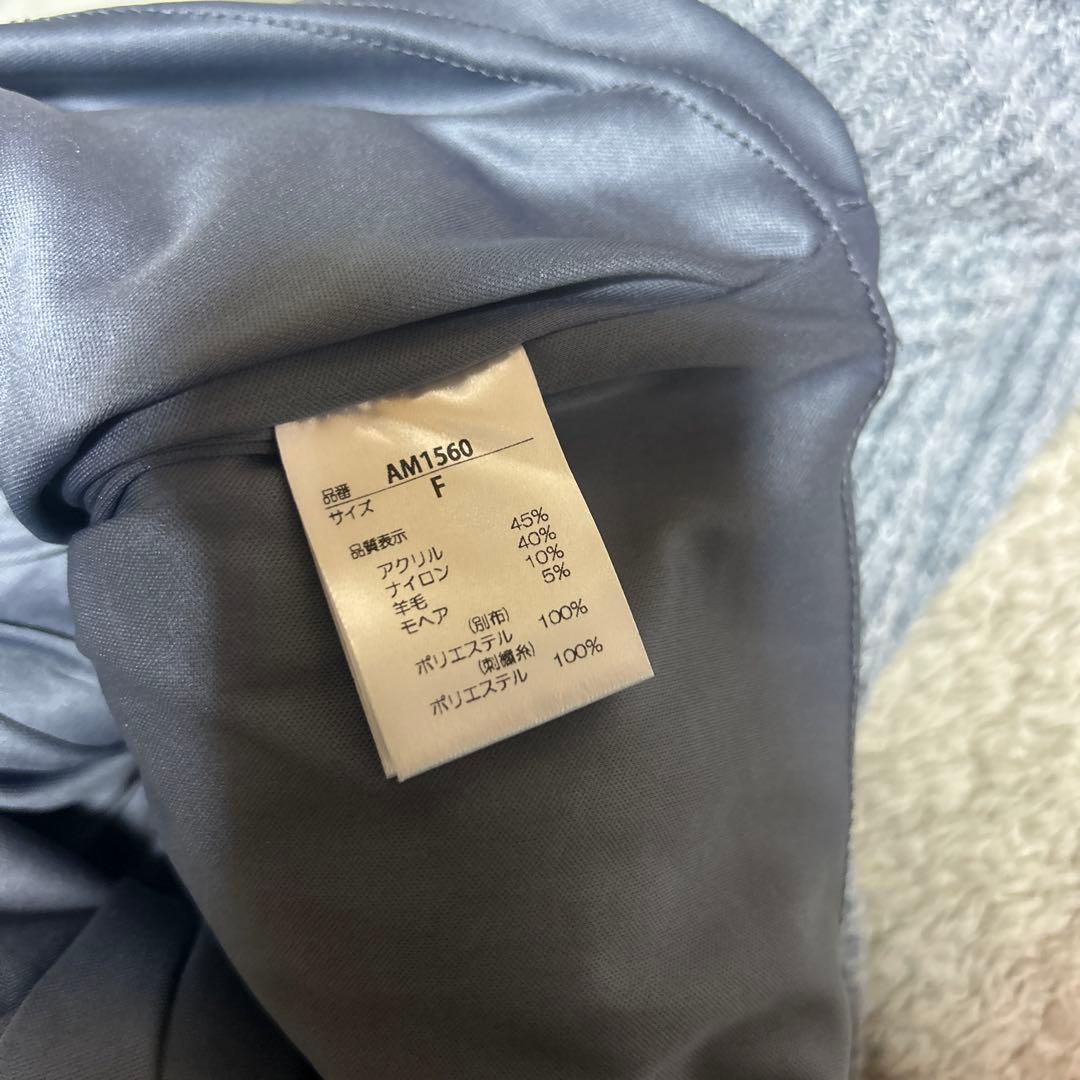 品番 AM1560
サイズ F
品質表示
アクリル 45%
ナイロン 40%
羊毛 10%
モヘア 5%
(別布)
ポリエステル 100%
(刺繍糸)
ポリエステル 100%